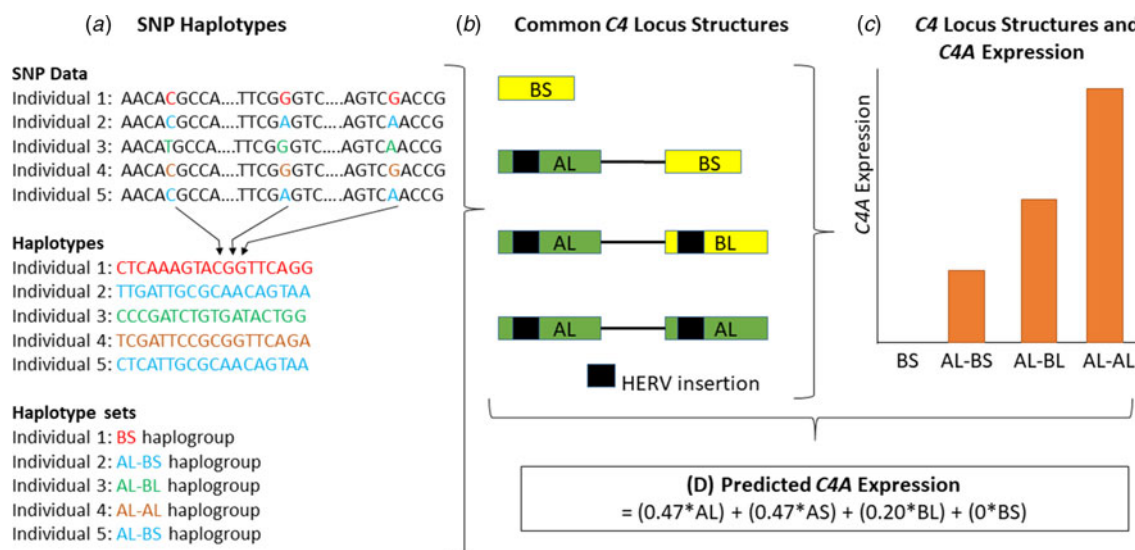 (a) SNP Haplotypes
SNP Data
Individual 1: AACACGCCA....TTCGGGTC....AGTCGACCG
Individual 2: AACACGCCA....TTCGAGTC....AGTCAACCG
Individual 3: AACATGCCA....TTCGGGTC....AGTCAACCG
Individual 4: AACACGCCA....TTCGGGTC....AGTCGACCG
Individual 5: AACACGCCA....TTCGAGTC....AGTCAACCG
Haplotypes
Individual 1: CTCAAAGTACGGTTCAGG
Individual 2: TTGATTGCGCAACAGTAA
Individual 3: CCCGATCTGTGATACTGG
Individual 4: TCGATTCCGCGGTTCAGA
Individual 5: CTCATTGCGCAACAGTAA
Haplotype sets
Individual 1: BS haplogroup
Individual 2: AL-BS haplogroup
Individual 3: AL-BL haplogroup
Individual 4: AL-AL haplogroup
Individual 5: AL-BS haplogroup
(b) Common C4 Locus Structures
BS
AL BS
AL BL
AL AL
HERV insertion
(c) C4 Locus Structures and
C4A Expression
C4A Expression
BS AL-BS AL-BL AL-AL
(D) Predicted C4A Expression
= (0.47*AL) + (0.47*AS) + (0.20*BL) + (0*BS)